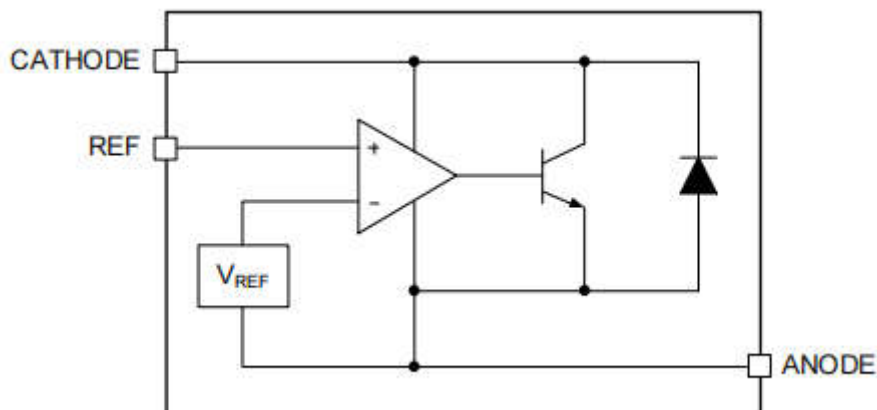 CATHODE
REF
+
-
VREF
ANODE